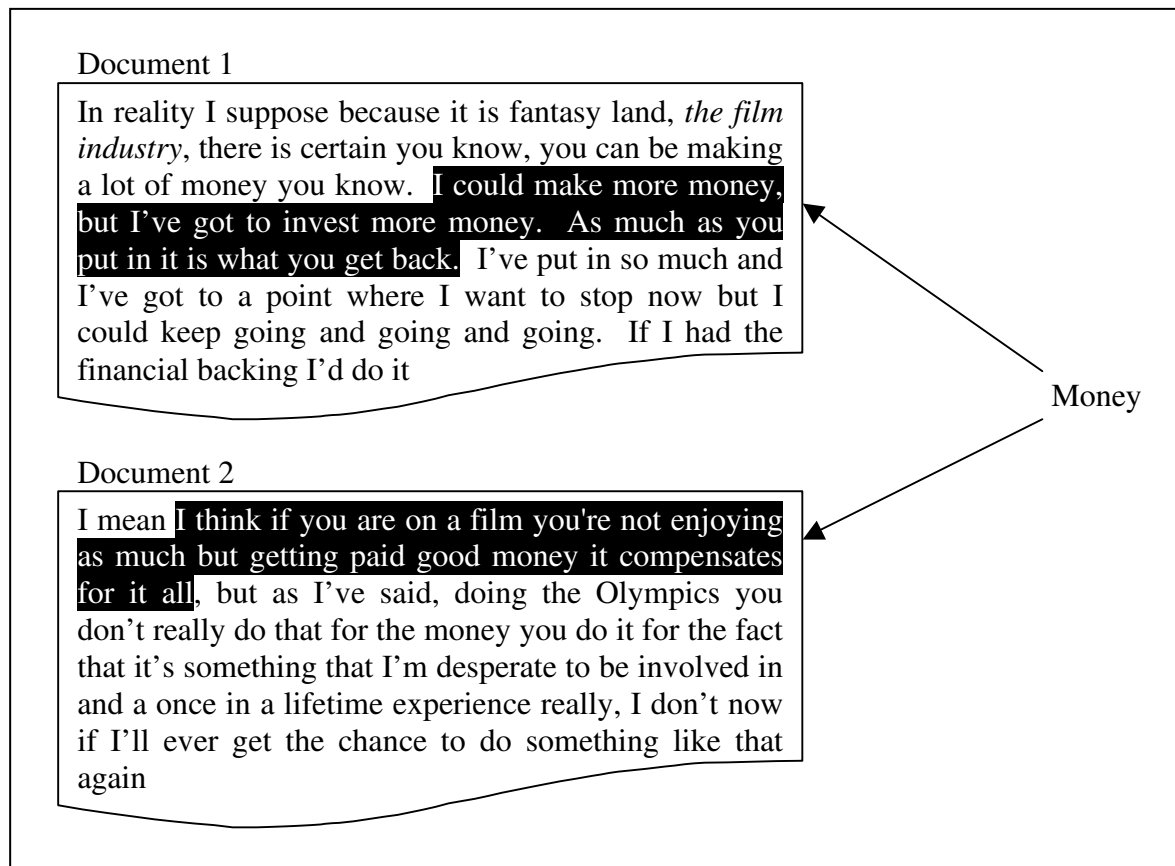 Document 1
In reality I suppose because it is fantasy land, the film
industry, there is certain you know, you can be making
a lot of money you know.  I could make more money,
but I’ve got to invest more money.  As much as you
put in it is what you get back.  I’ve put in so much and
I’ve got to a point where I want to stop now but I
could keep going and going and going.  If I had the
financial backing I’d do it
Money
Document 2
I mean I think if you are on a film you're not enjoying
as much but getting paid good money it compensates
for it all, but as I’ve said, doing the Olympics you
don’t really do that for the money you do it for the fact
that it’s something that I’m desperate to be involved in
and a once in a lifetime experience really, I don’t now
if I’ll ever get the chance to do something like that
again